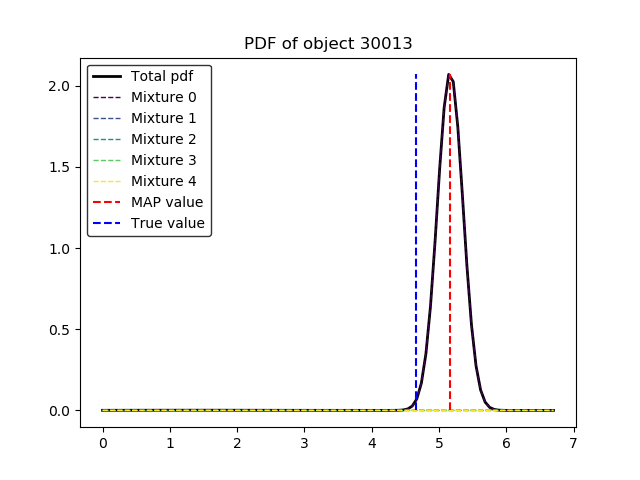 PDF of object 30013
Total pdf
Mixture 0
Mixture 1
Mixture 2
Mixture 3
Mixture 4
MAP value
True value
2.0
1.5
1.0
0.5
0.0
0 1 2 3 4 5 6 7